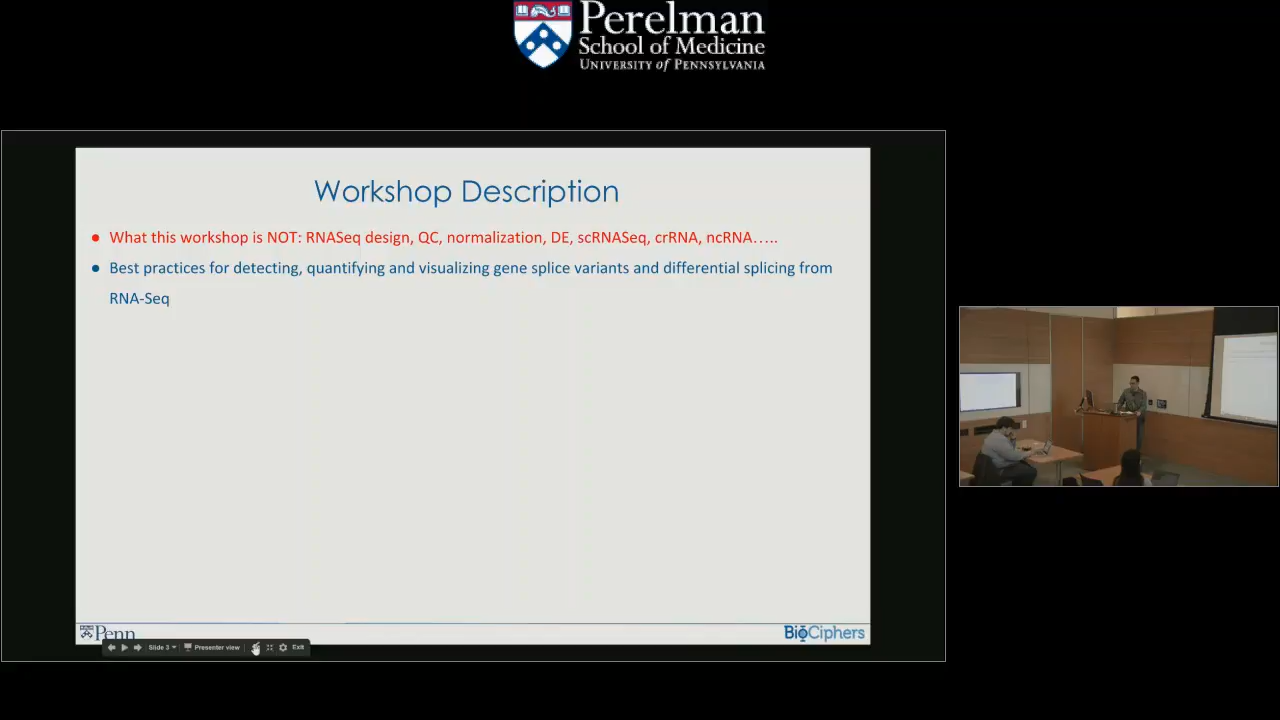 Perelman
School of Medicine
UNIVERSITY of PENNSYLVANIA
Workshop Description
● What this workshop is NOT: RNASeq design, QC, normalization, DE, scRNASeq, crRNA, ncRNA…..
● Best practices for detecting, quantifying and visualizing gene splice variants and differential splicing from
RNA-Seq
Penn
BioCiphers
Slide 3 Presenter view Exit